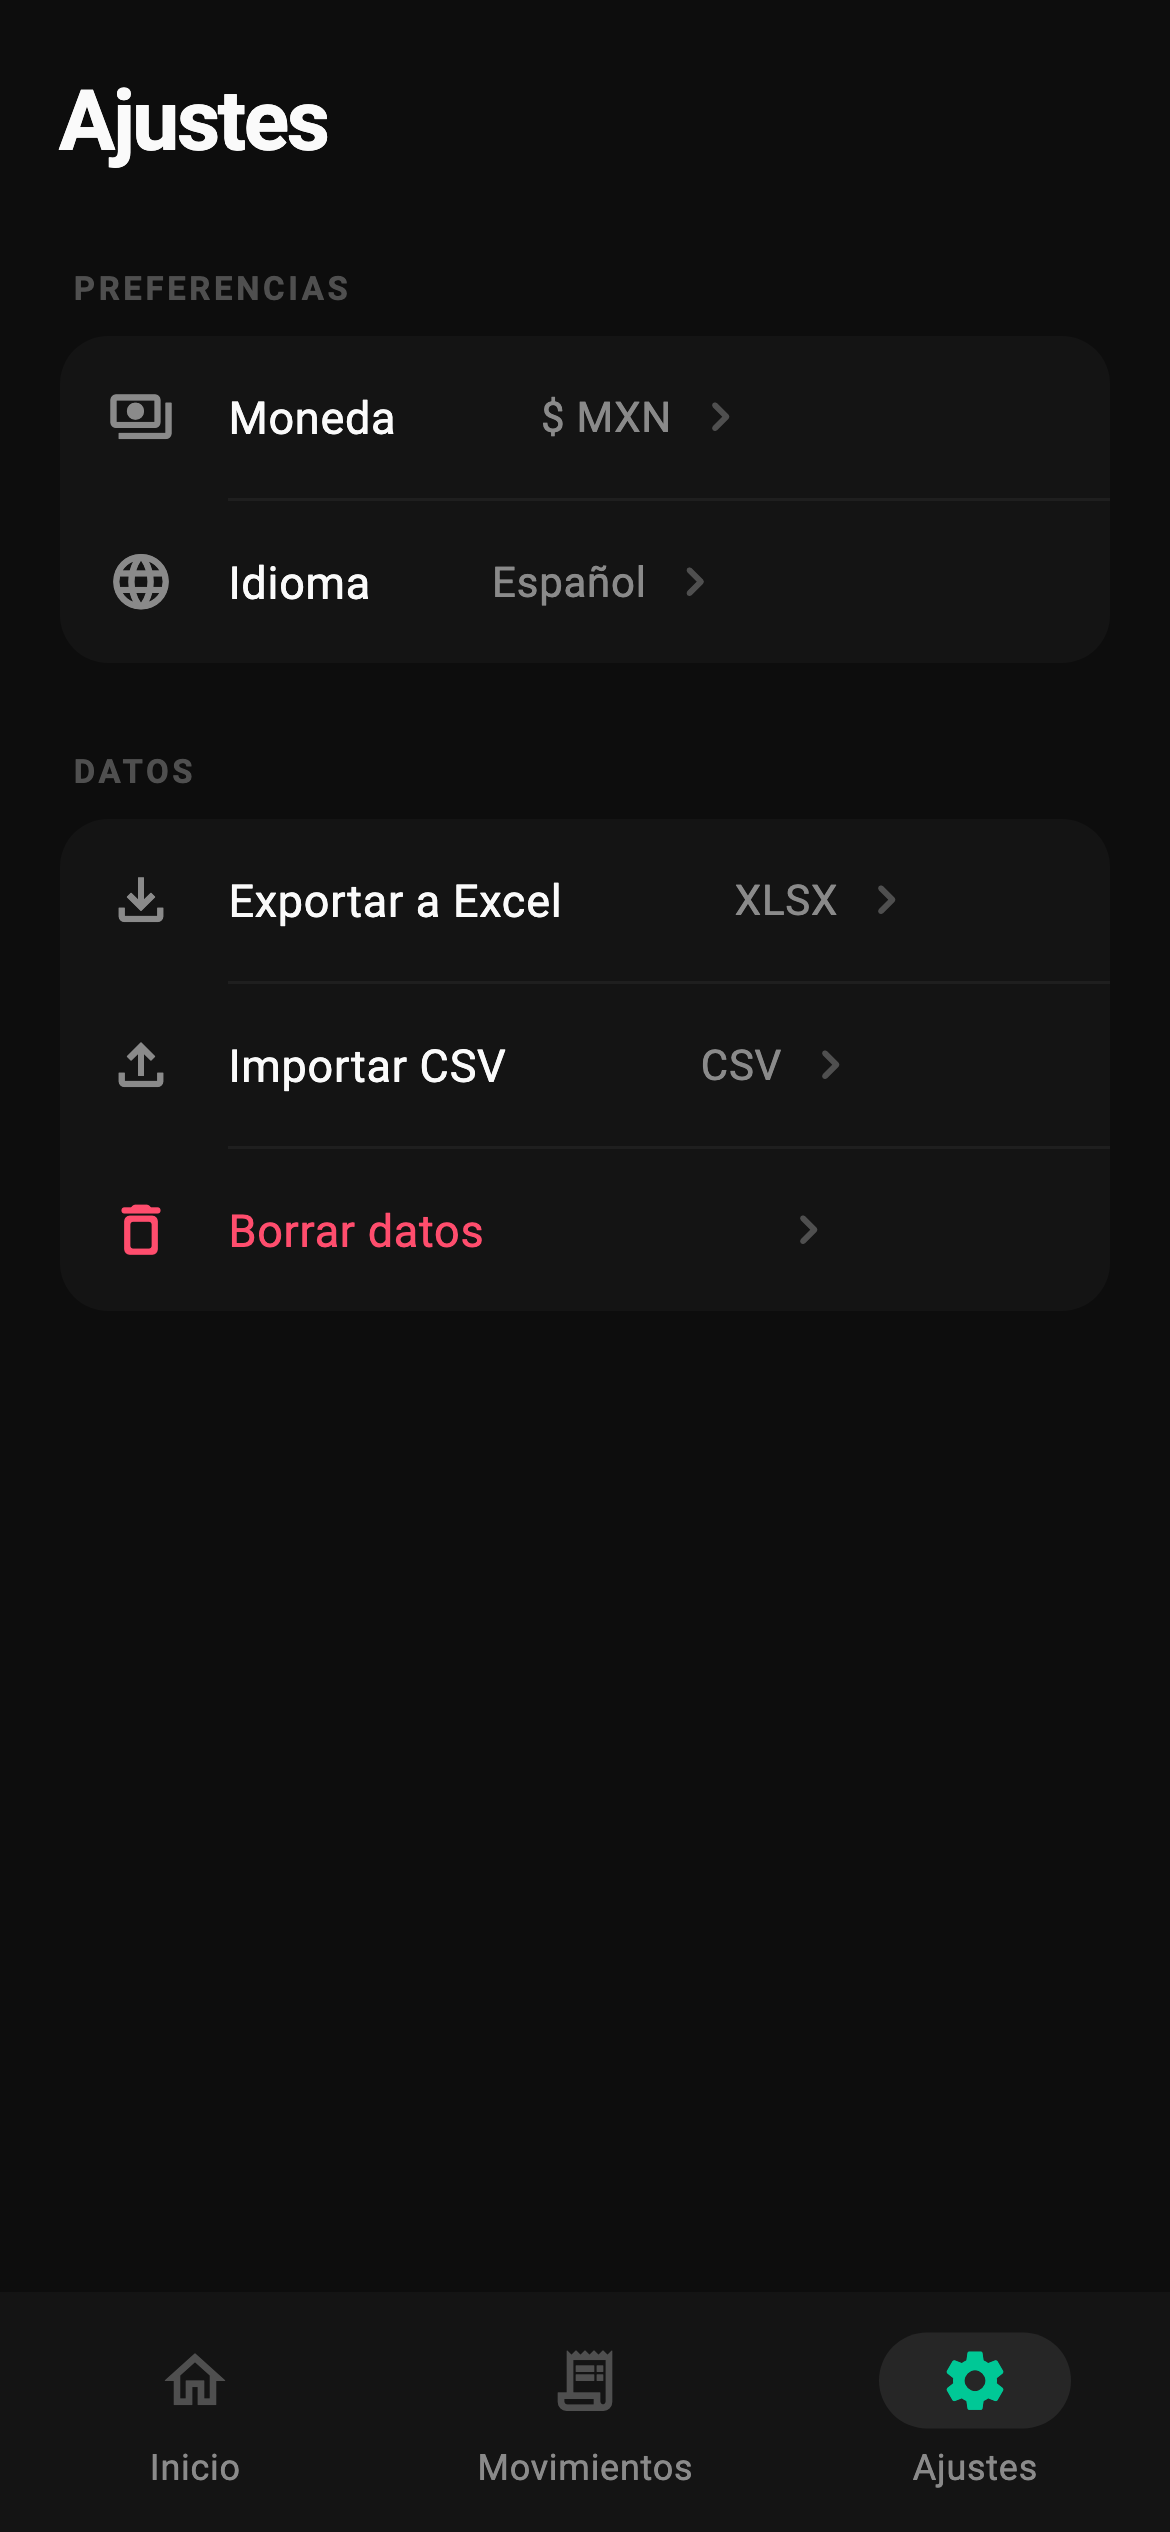 Ajustes
PREFERENCIAS
Moneda $ MXN
Idioma Español
DATOS
Exportar a Excel XLSX
Importar CSV CSV
Borrar datos
Inicio Movimientos Ajustes